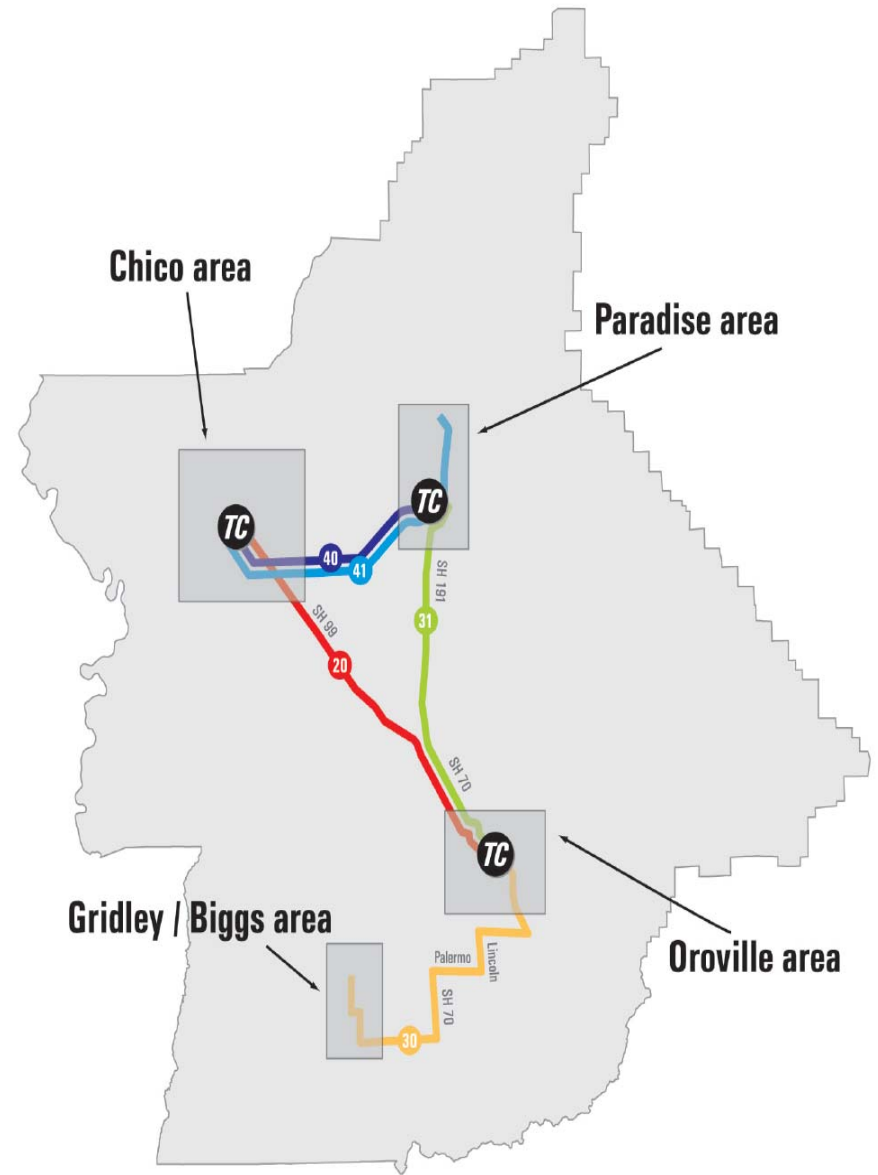 Chico area
Paradise area
TC
TC
40
41
SH 191
SH 99
31
20
SH 70
TC
Gridley / Biggs area
Oroville area
Palermo
Lincoln
SH 70
30